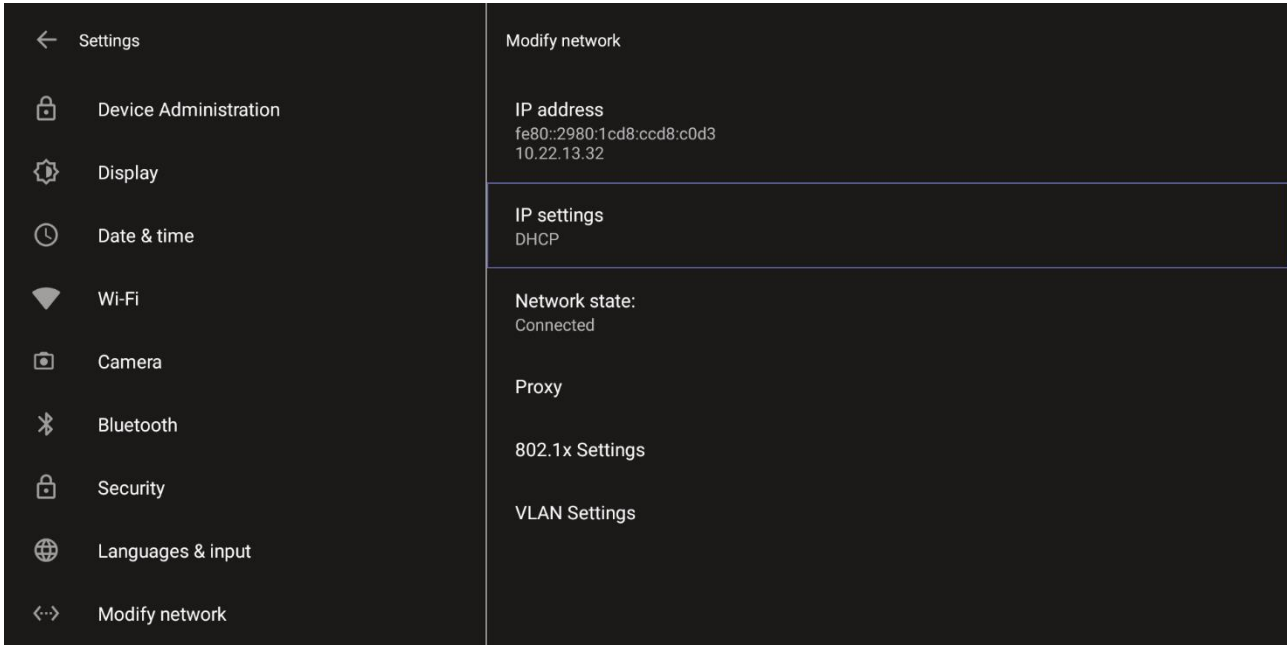 Settings
Device Administration
Display
Date & time
Wi-Fi
Camera
Bluetooth
Security
Languages & input
Modify network
Modify network
IP address
fe80::2980:1cd8:ccd8:c0d3
10.22.13.32
IP settings
DHCP
Network state:
Connected
Proxy
802.1x Settings
VLAN Settings